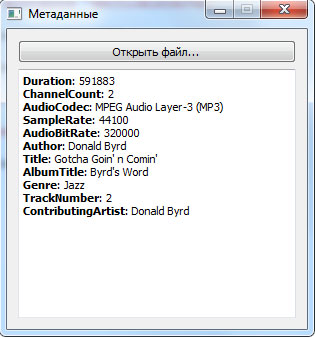 Метаданные
Открыть файл...
Duration: 591883
ChannelCount: 2
AudioCodec: MPEG Audio Layer-3 (MP3)
SampleRate: 44100
AudioBitRate: 320000
Author: Donald Byrd
Title: Gotcha Goin' n Comin'
AlbumTitle: Byrd's Word
Genre: Jazz
TrackNumber: 2
ContributingArtist: Donald Byrd